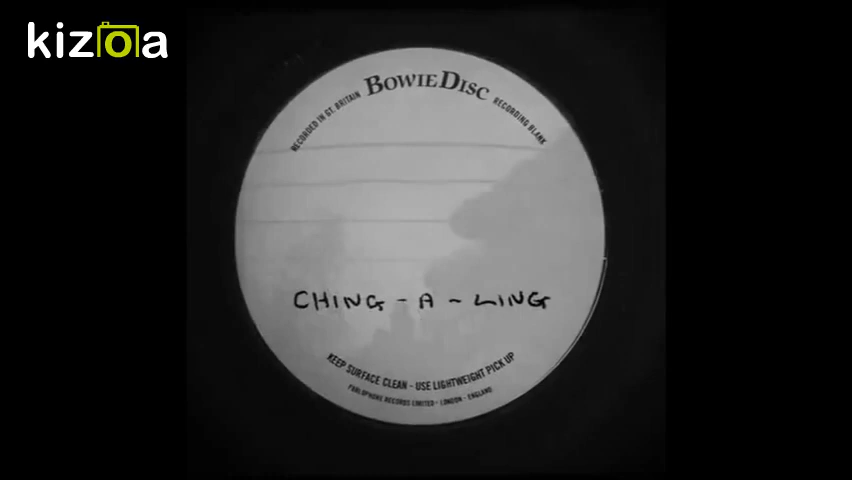 kizoa
BOWIEDISC
RECORDED IN GT. BRITAIN
RECORDING BLANK
CHING-A-LING
KEEP SURFACE CLEAN - USE LIGHTWEIGHT PICK UP
PARLOPHONE RECORDS LIMITED - LONDON - ENGLAND